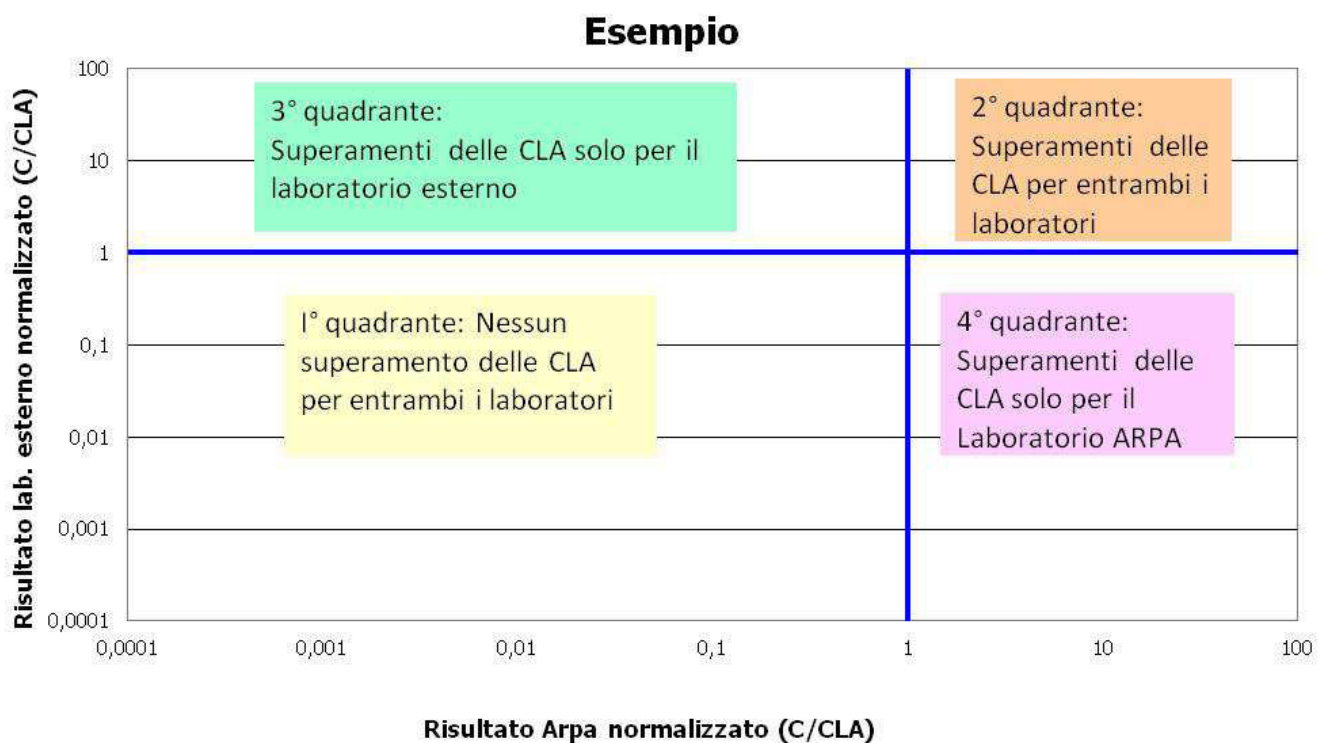 Esempio
Risultato lab. esterno normalizzato (C/CLA)
100
10
1
0,1
0,01
0,001
0,0001
3° quadrante:
Superamenti delle CLA solo per il
laboratorio esterno
2° quadrante:
Superamenti delle
CLA per entrambi i
laboratori
I° quadrante: Nessun
superamento delle CLA
per entrambi i laboratori
4° quadrante:
Superamenti delle
CLA solo per il
Laboratorio ARPA
0,0001 0,001 0,01 0,1 1 10 100
Risultato Arpa normalizzato (C/CLA)